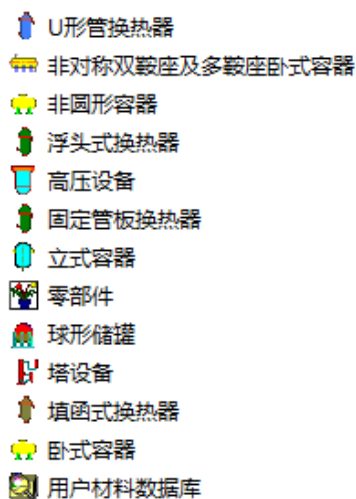 U形管换热器
非对称双鞍座及多鞍座卧式容器
非圆形容器
浮头式换热器
高压设备
固定管板换热器
立式容器
零部件
球形储罐
塔设备
填函式换热器
卧式容器
用户材料数据库